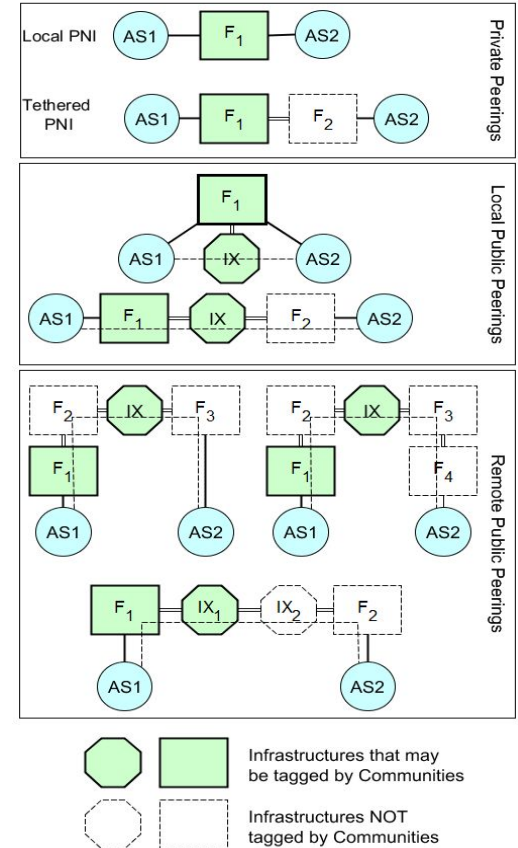 Local PNI
AS1
F1
AS2
Tethered
PNI
AS1
F1
F2
AS2
Private Peerings
F1
AS1
IX
AS2
AS1
F1
IX
F2
AS2
Local Public Peerings
F2
IX
F3
F1
AS1
AS2
F2
IX
F3
F1
F4
AS1
AS2
F1
IX1
IX2
F2
AS1
AS2
Remote Public Peerings
Infrastructures that may
be tagged by Communities
Infrastructures NOT
tagged by Communities